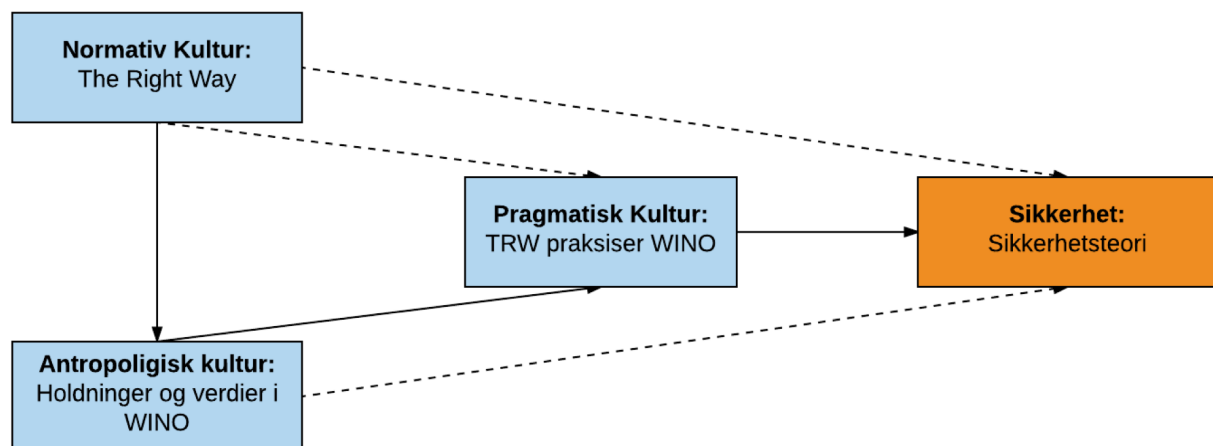 Normativ Kultur:
The Right Way
Pragmatisk Kultur:
TRW praksiser WINO
Sikkerhet:
Sikkerhetsteori
Antropoligisk kultur:
Holdninger og verdier i
WINO